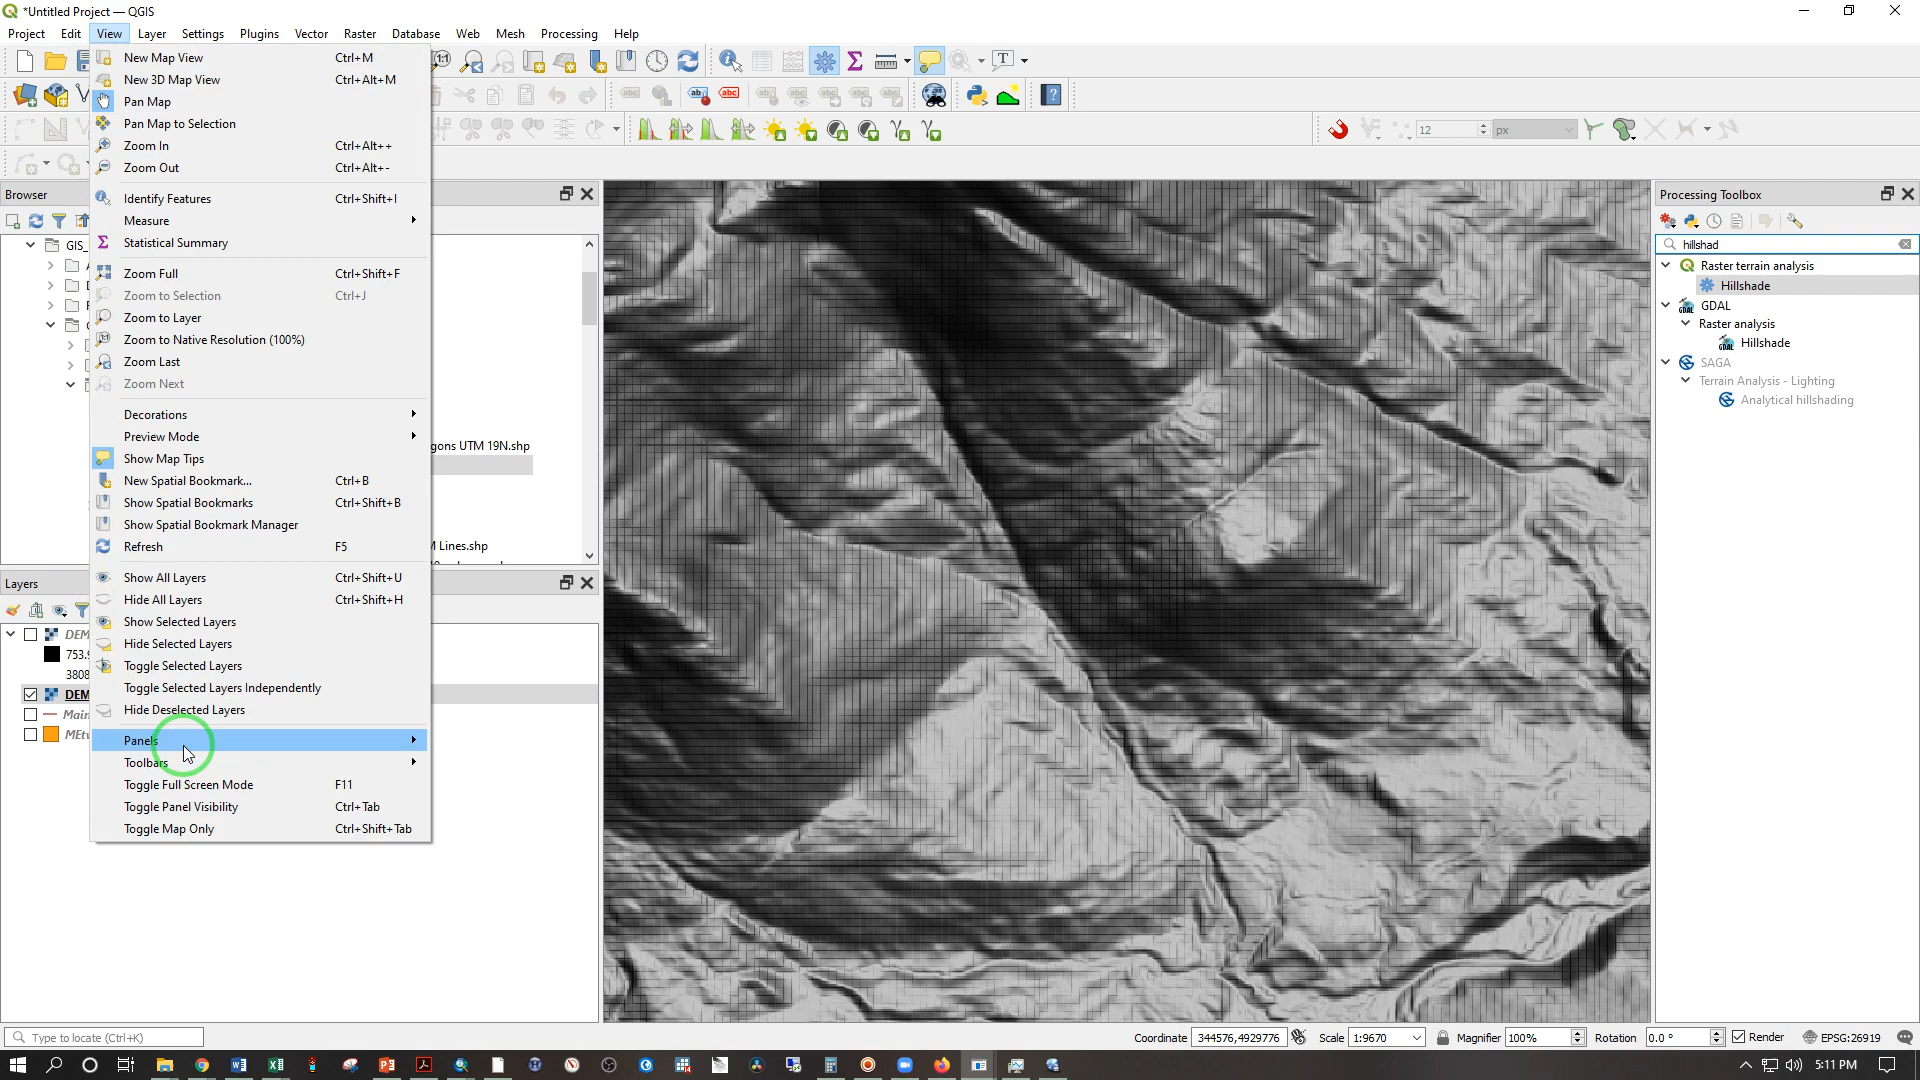 *Untitled Project — QGIS
Project Edit View Layer Settings Plugins Vector Raster Database Web Mesh Processing Help
New Map View Ctrl+M
New 3D Map View Ctrl+Alt+M
Pan Map
Pan Map to Selection
Zoom In Ctrl+Alt++
Zoom Out Ctrl+Alt+-
Identify Features Ctrl+Shift+I
Measure
Statistical Summary
Zoom Full Ctrl+Shift+F
Zoom to Selection Ctrl+J
Zoom to Layer
Zoom to Native Resolution (100%)
Zoom Last
Zoom Next
Decorations
Preview Mode
Show Map Tips
New Spatial Bookmark... Ctrl+B
Show Spatial Bookmarks Ctrl+Shift+B
Show Spatial Bookmark Manager
Refresh F5
Show All Layers Ctrl+Shift+U
Hide All Layers Ctrl+Shift+H
Show Selected Layers
Hide Selected Layers
Toggle Selected Layers
Toggle Selected Layers Independently
Hide Deselected Layers
Panels
Toolbars
Toggle Full Screen Mode F11
Toggle Panel Visibility Ctrl+Tab
Toggle Map Only Ctrl+Shift+Tab
12 px
Browser
GIS_
gons UTM 19N.shp
M Lines.shp
Layers
DEM
753.9
3808
DEM
Main
MEtw
Processing Toolbox
hillshad
Raster terrain analysis
Hillshade
GDAL
Raster analysis
Hillshade
SAGA
Terrain Analysis - Lighting
Analytical hillshading
Type to locate (Ctrl+K)
Coordinate 344576,4929776 Scale 1:9670 Magnifier 100% Rotation 0.0 ° Render EPSG:26919
5:11 PM